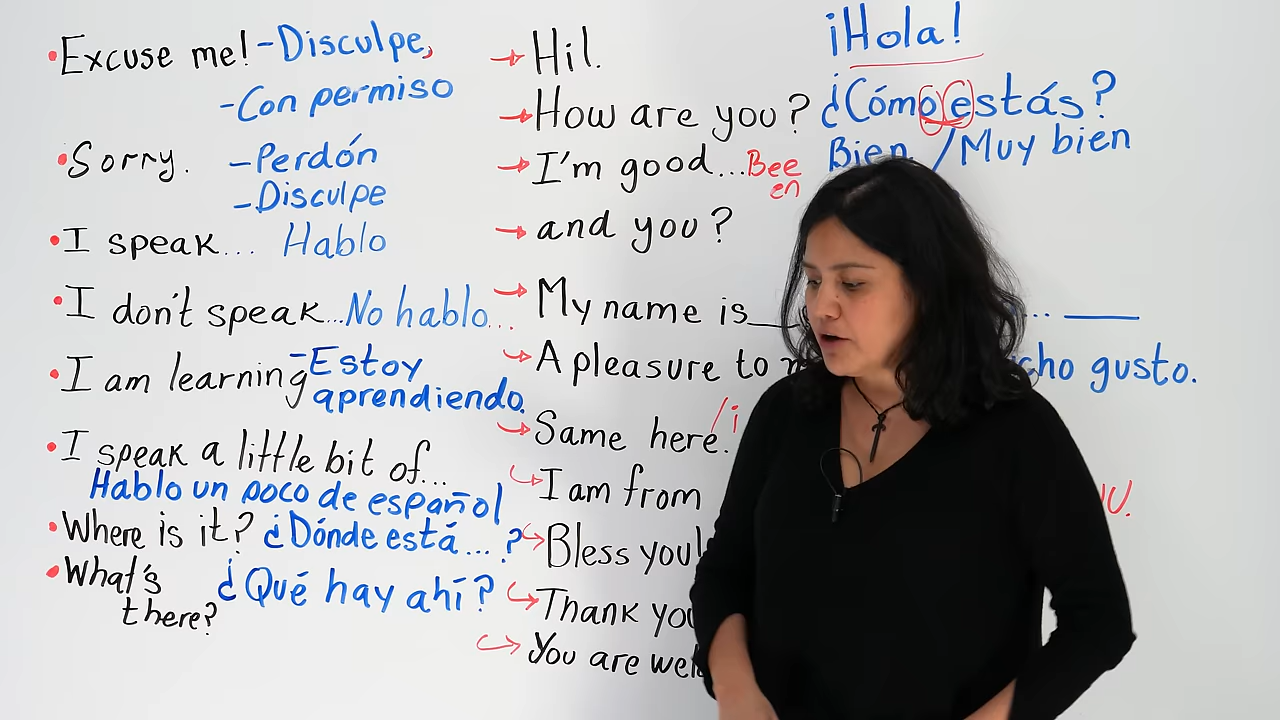 •Excuse me! -Disculpe,
-Con permiso
•Sorry. -Perdón
-Disculpe
•I speak... Hablo
•I don't speak...No hablo...
•I am learning -Estoy
aprendiendo.
•I speak a little bit of...
Hablo un poco de español
•Where is it? ¿Dónde está...?
•What's ¿Qué hay ahí?
there?
→Hi!. ¡Hola!
→How are you? ¿Cómo estás?
→I'm good...Bee Bien / Muy bien
en
→and you?
→My name is ... ___
→A pleasure to cho gusto.
→Same here. /i
→I am from U.
→Bless you!
→Thank you
→You are wel